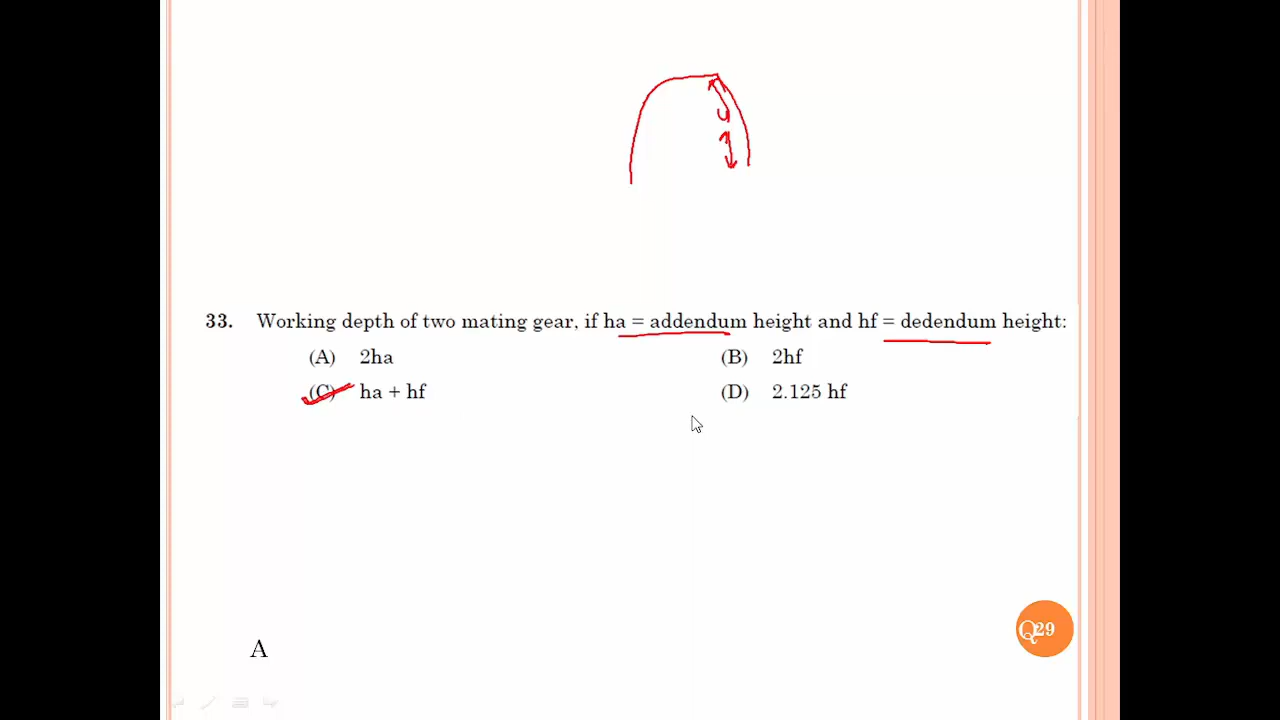 33. Working depth of two mating gear, if ha = addendum height and hf = dedendum height:
(A) 2ha (B) 2hf
(C) ha + hf (D) 2.125 hf
Q29
A